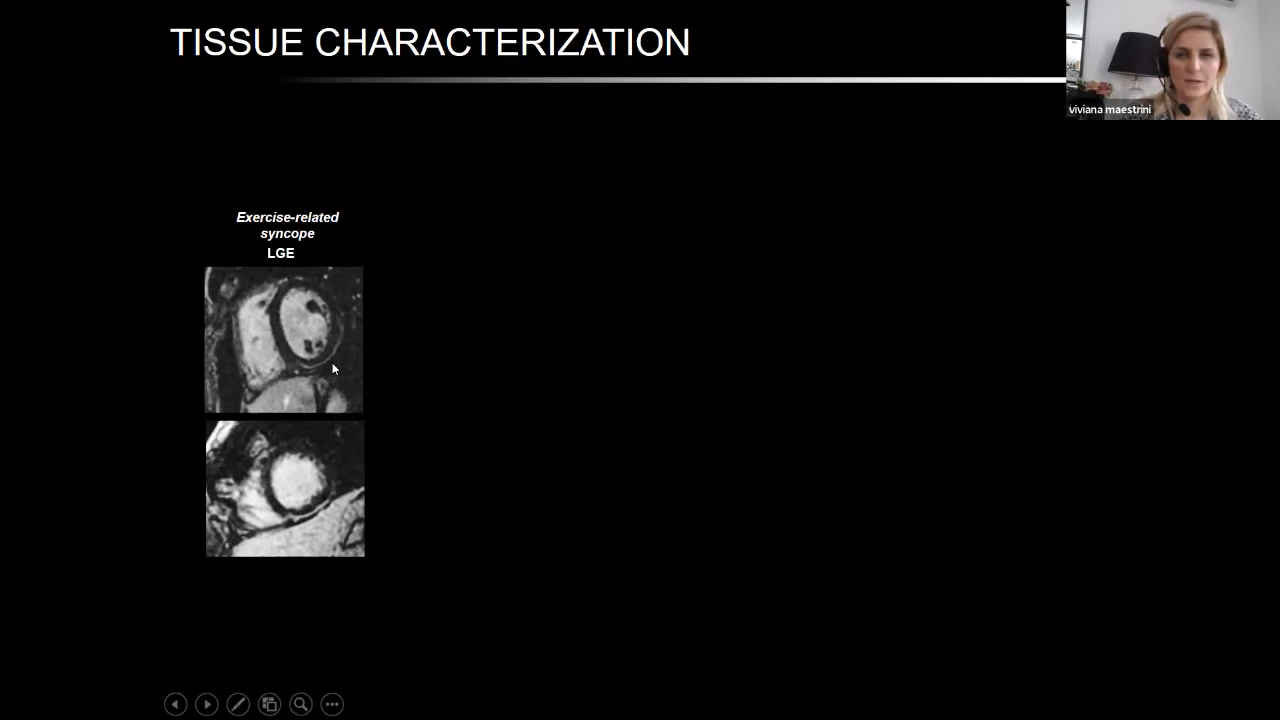 TISSUE CHARACTERIZATION
viviana maestrini
Exercise-related
syncope
LGE